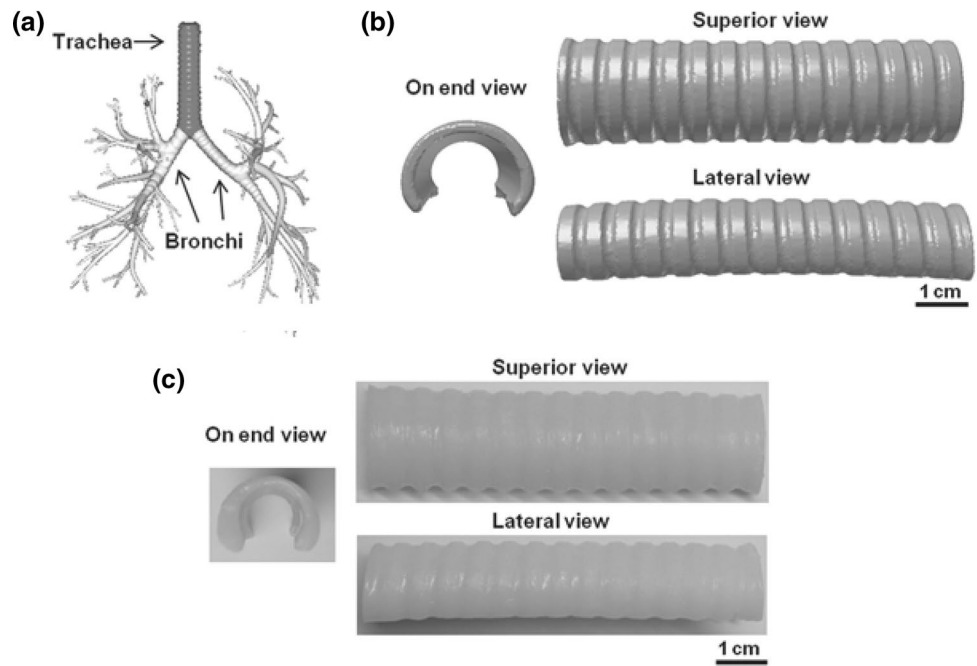 (a)
Trachea
Bronchi
(b)
Superior view
On end view
Lateral view
1 cm
(c)
Superior view
On end view
Lateral view
1 cm